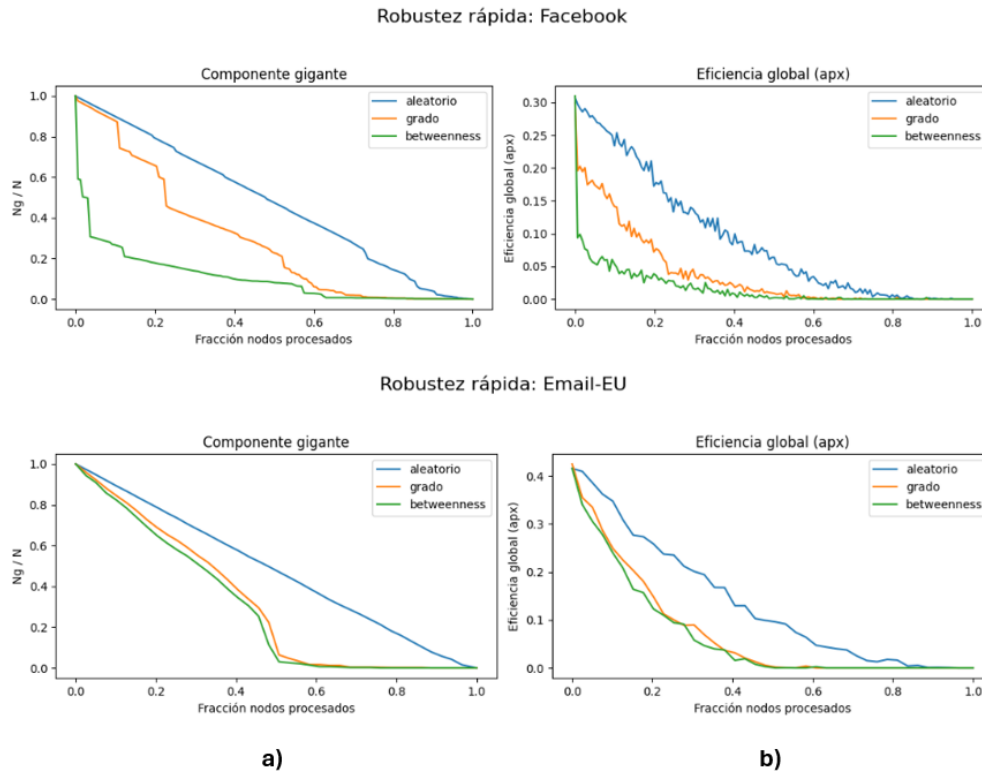 Robustez rápida: Facebook
Componente gigante
Ng / N
1.0
0.8
0.6
0.4
0.2
0.0
aleatorio
grado
betweenness
0.0 0.2 0.4 0.6 0.8 1.0
Fracción nodos procesados
Eficiencia global (apx)
Eficiencia global (apx)
0.30
0.25
0.20
0.15
0.10
0.05
0.00
aleatorio
grado
betweenness
0.0 0.2 0.4 0.6 0.8 1.0
Fracción nodos procesados
Robustez rápida: Email-EU
Componente gigante
Ng / N
1.0
0.8
0.6
0.4
0.2
0.0
aleatorio
grado
betweenness
0.0 0.2 0.4 0.6 0.8 1.0
Fracción nodos procesados
Eficiencia global (apx)
Eficiencia global (apx)
0.4
0.3
0.2
0.1
0.0
aleatorio
grado
betweenness
0.0 0.2 0.4 0.6 0.8 1.0
Fracción nodos procesados
a)
b)